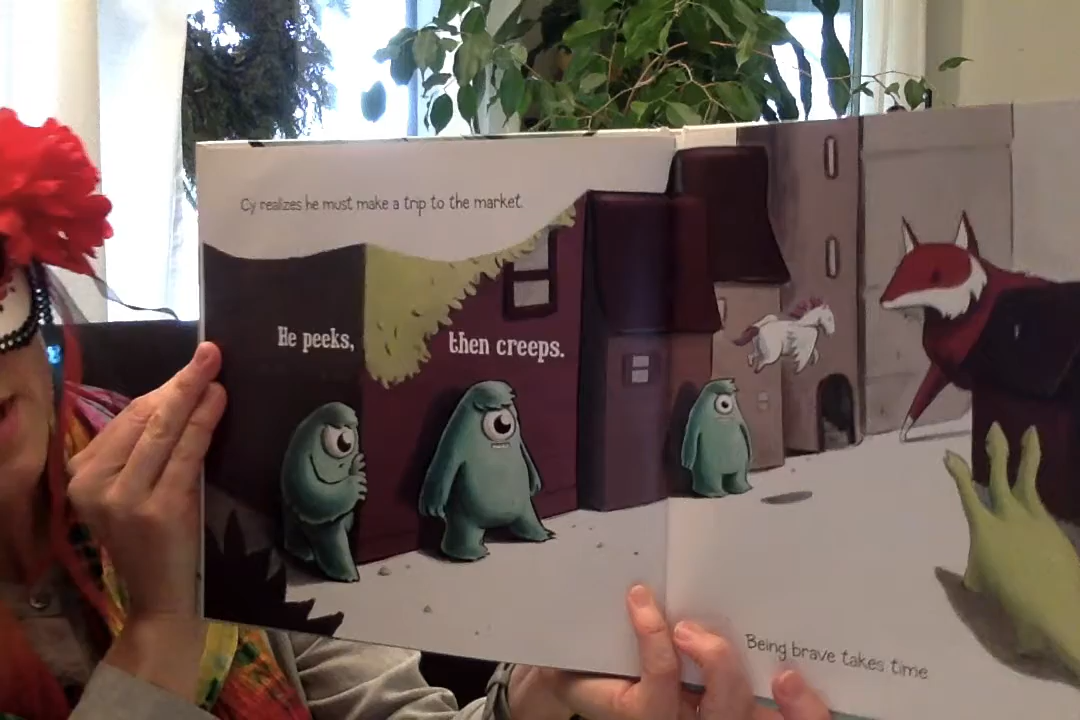 Cy realizes he must make a trip to the market.
He peeks,
then creeps.
Being brave takes time